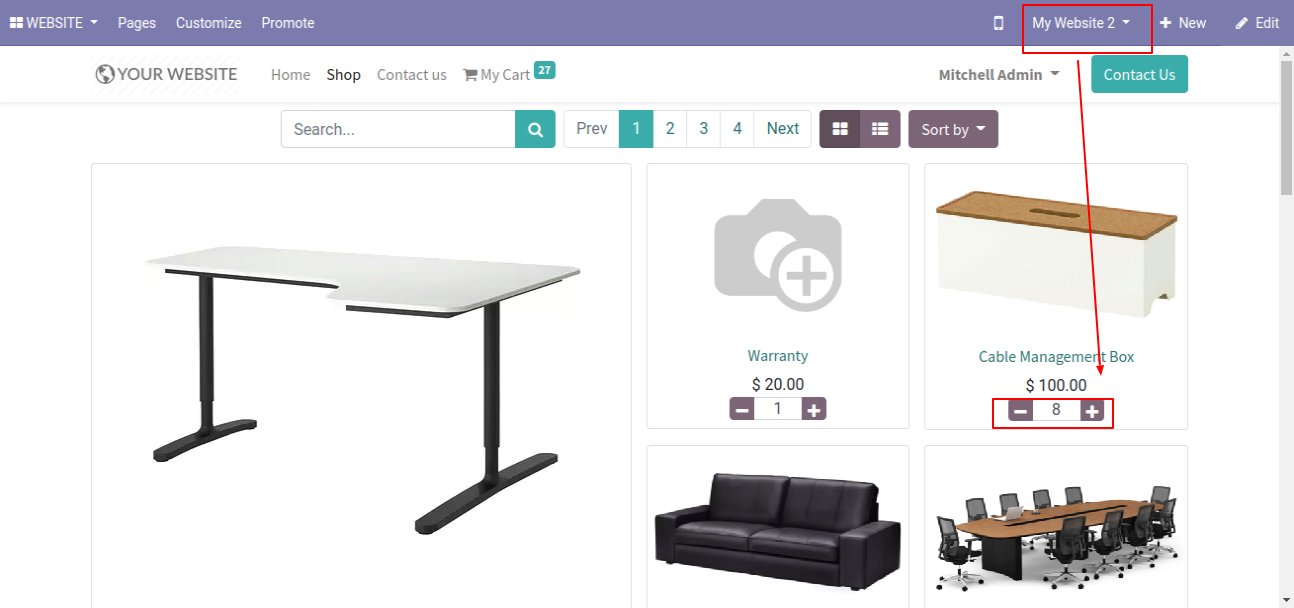 WEBSITE Pages Customize Promote My Website 2 New Edit
YOUR WEBSITE Home Shop Contact us My Cart 27 Mitchell Admin Contact Us
Search... Prev 1 2 3 4 Next Sort by
Warranty
$ 20.00
1
Cable Management Box
$ 100.00
8